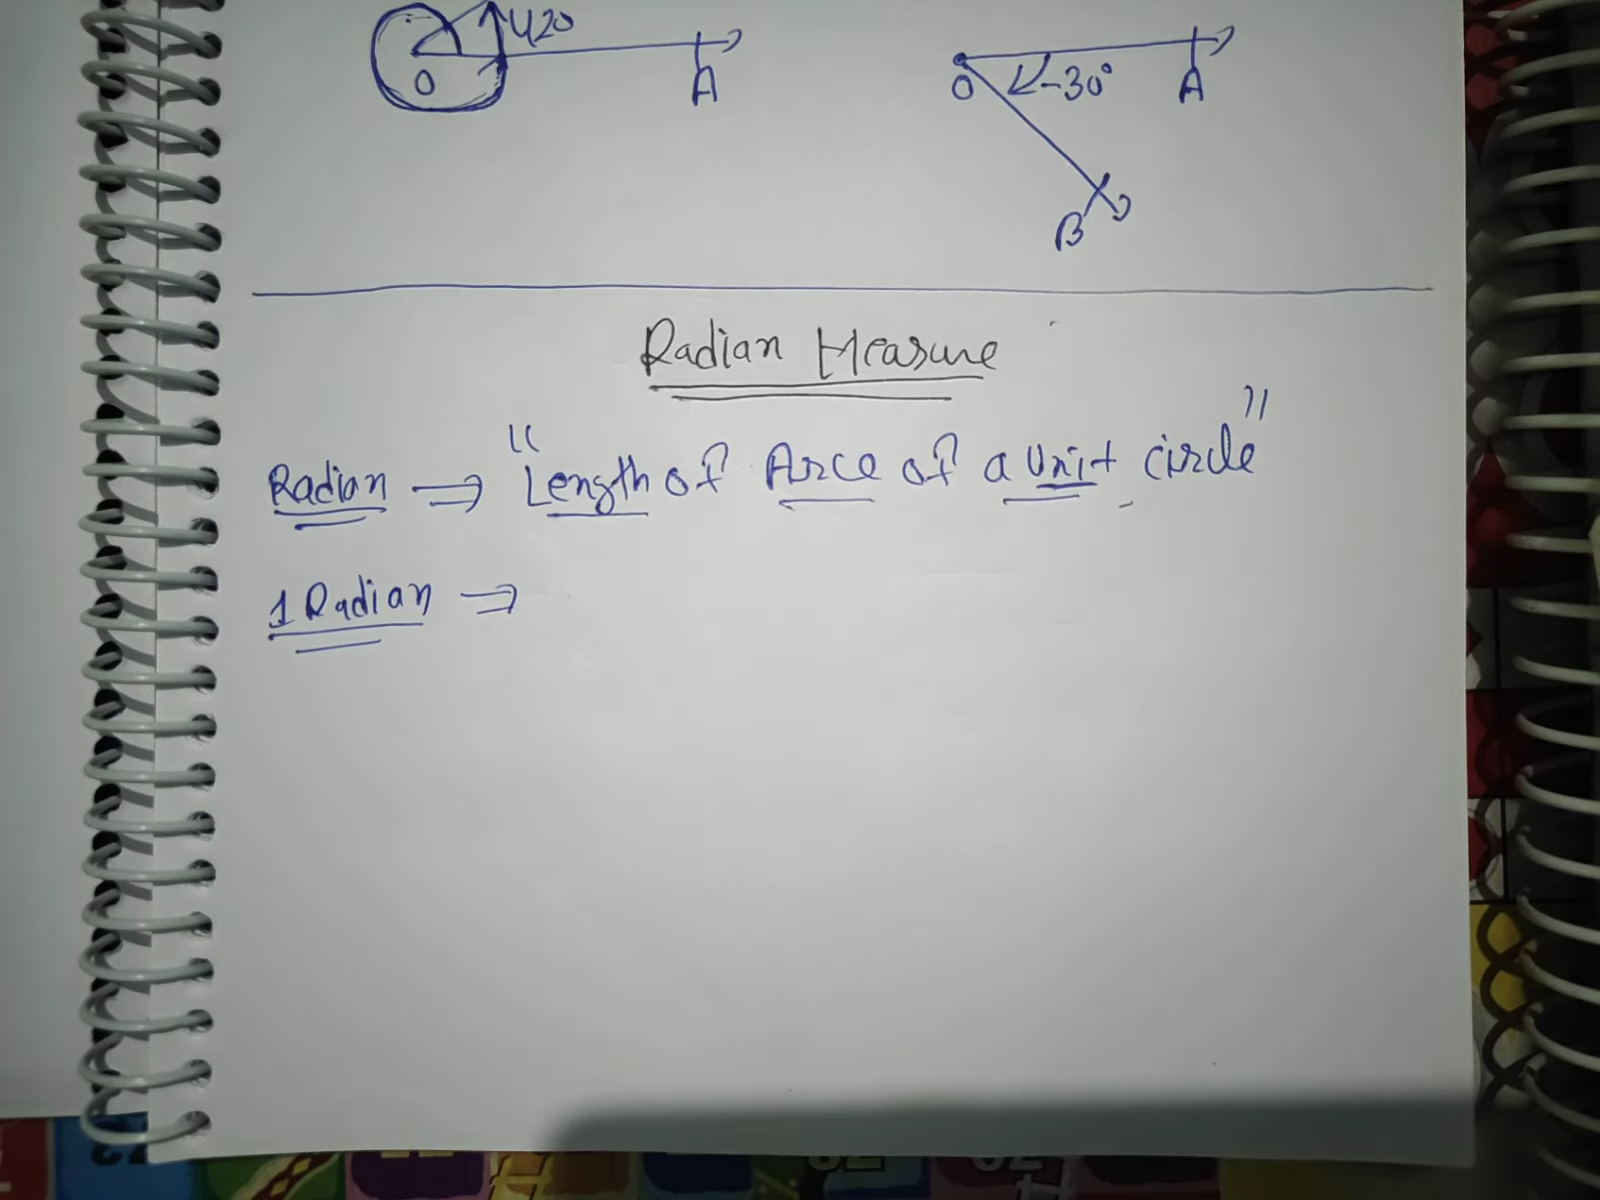 420
O
A
O
-30°
A
B
Radian Measure
Radian ⇒ "Length of Arce of a Unit circle"
1 Radian ⇒